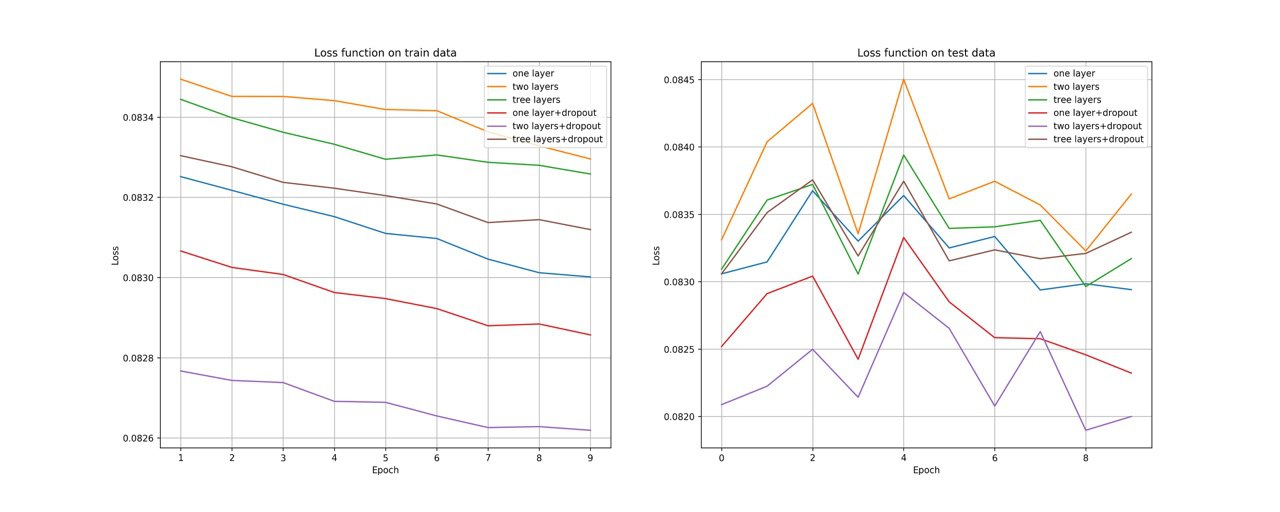 Loss function on train data
one layer
two layers
tree layers
one layer+dropout
two layers+dropout
tree layers+dropout
0.0834
0.0832
0.0830
0.0828
0.0826
Loss
1 2 3 4 5 6 7 8 9
Epoch
Loss function on test data
one layer
two layers
tree layers
one layer+dropout
two layers+dropout
tree layers+dropout
0.0845
0.0840
0.0835
0.0830
0.0825
0.0820
Loss
0 2 4 6 8
Epoch